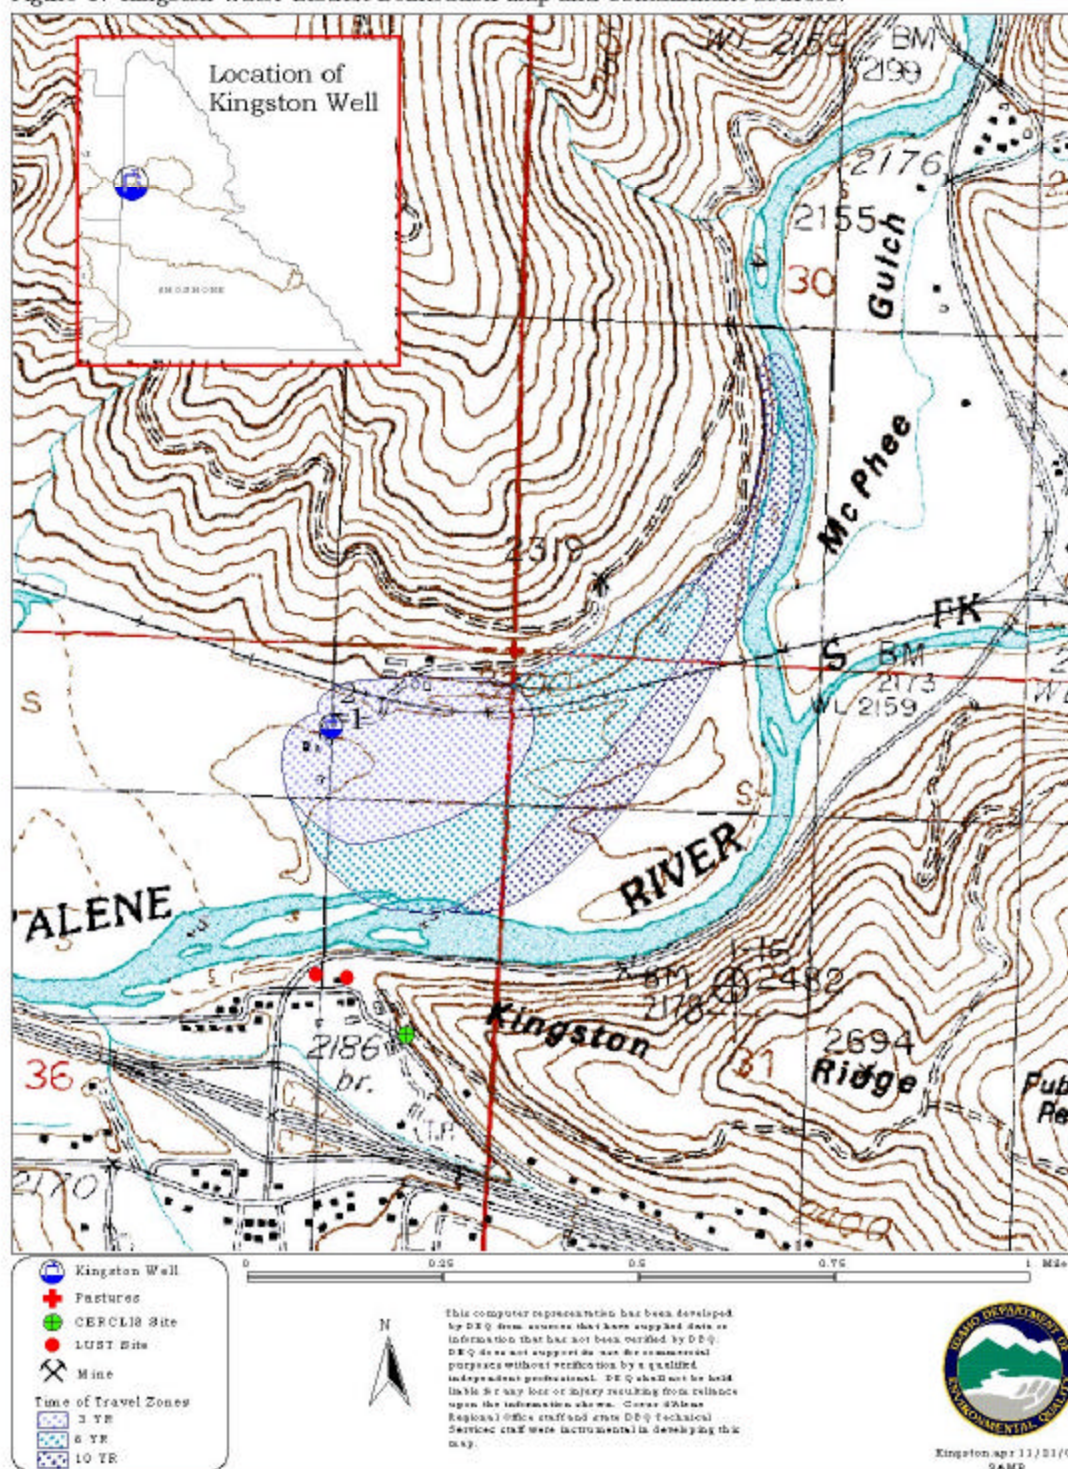 Location of
Kingston Well
SHOSHONE
WL 2155
BM
2199
2176
2155
30
Gulch
Mc Phee
2319
FK
S
BM
2173
WL 2159
S
2
1
S
RIVER
ALENE
BM
2178
2482
Kingston
Ridge
2694
31
36
2186
br.
2170
2400
Kingston Well
Pastures
CERCLIS Site
LUST Site
Mine
Time of Travel Zones
3 YR
6 YR
10 YR
0 0.25 0.5 0.75 1 Mile
N
This computer representation has been developed
by DEQ from sources that have supplied data or
information that has not been verified by DEQ.
DEQ does not support its use for commercial
purposes without verification by a qualified
independent professional. DEQ shall not be held
liable for any loss or injury resulting from reliance
upon the information shown. Coeur d'Alene
Regional Office staff and state DEQ Technical
Services staff were instrumental in developing this
map.
IDAHO DEPARTMENT OF
ENVIRONMENTAL QUALITY